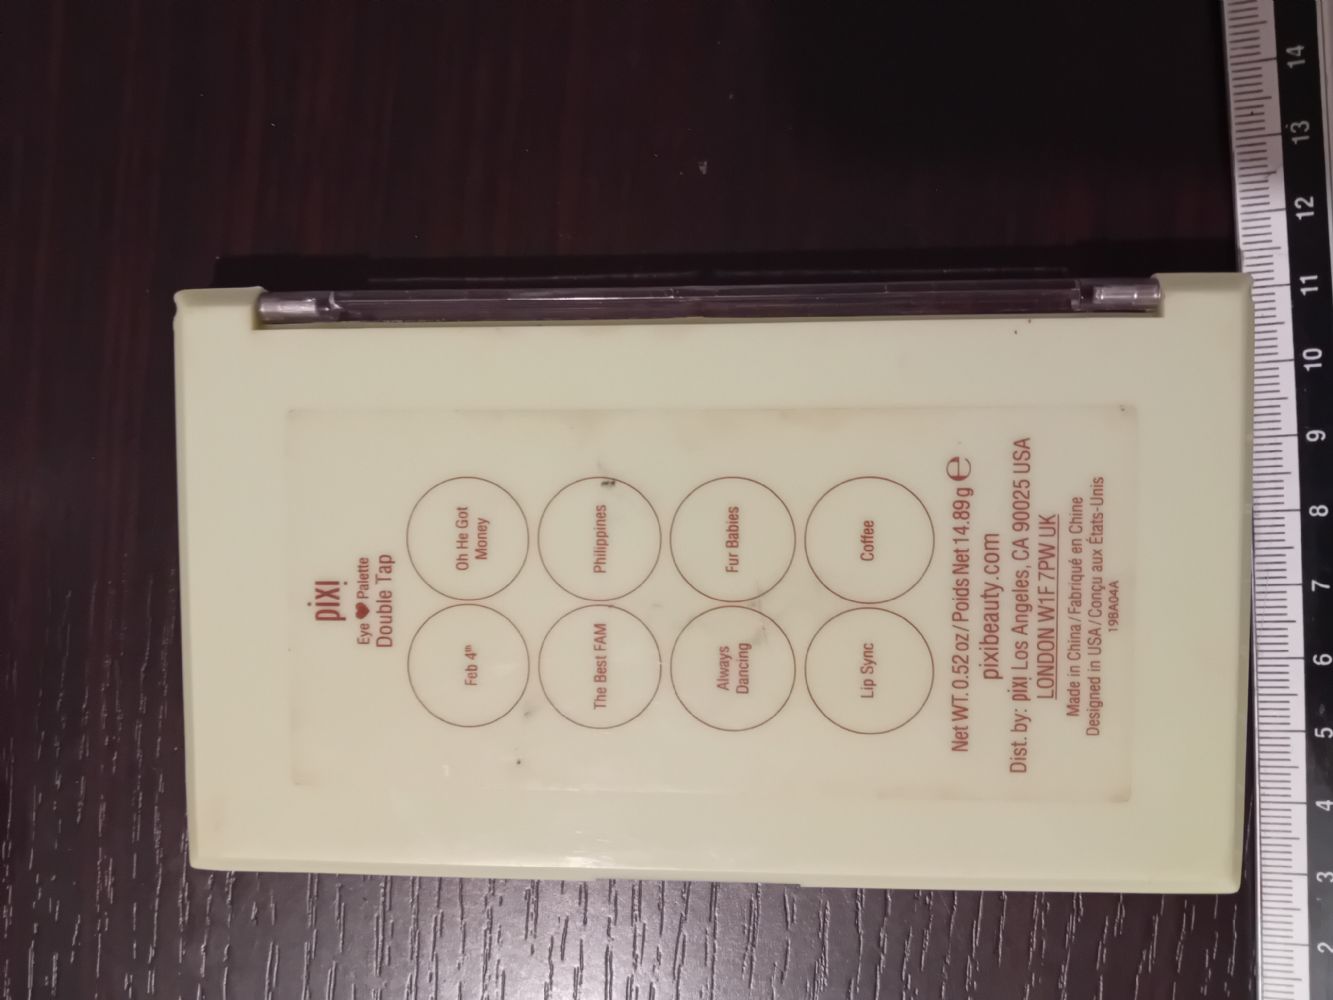 pixi
Eye ♥ Palette
Double Tap
Feb 4th
Oh He Got
Money
The Best FAM
Philippines
Always
Dancing
Fur Babies
Lip Sync
Coffee
Net WT. 0.52 oz/Poids Net 14.89g ℮
pixibeauty.com
Dist. by: pixi Los Angeles, CA 90025 USA
LONDON W1F 7PW UK
Made in China/Fabriqué en Chine
Designed in USA/Conçu aux États-Unis
198A04A
2 3 4 5 6 7 8 9 10 11 12 13 14